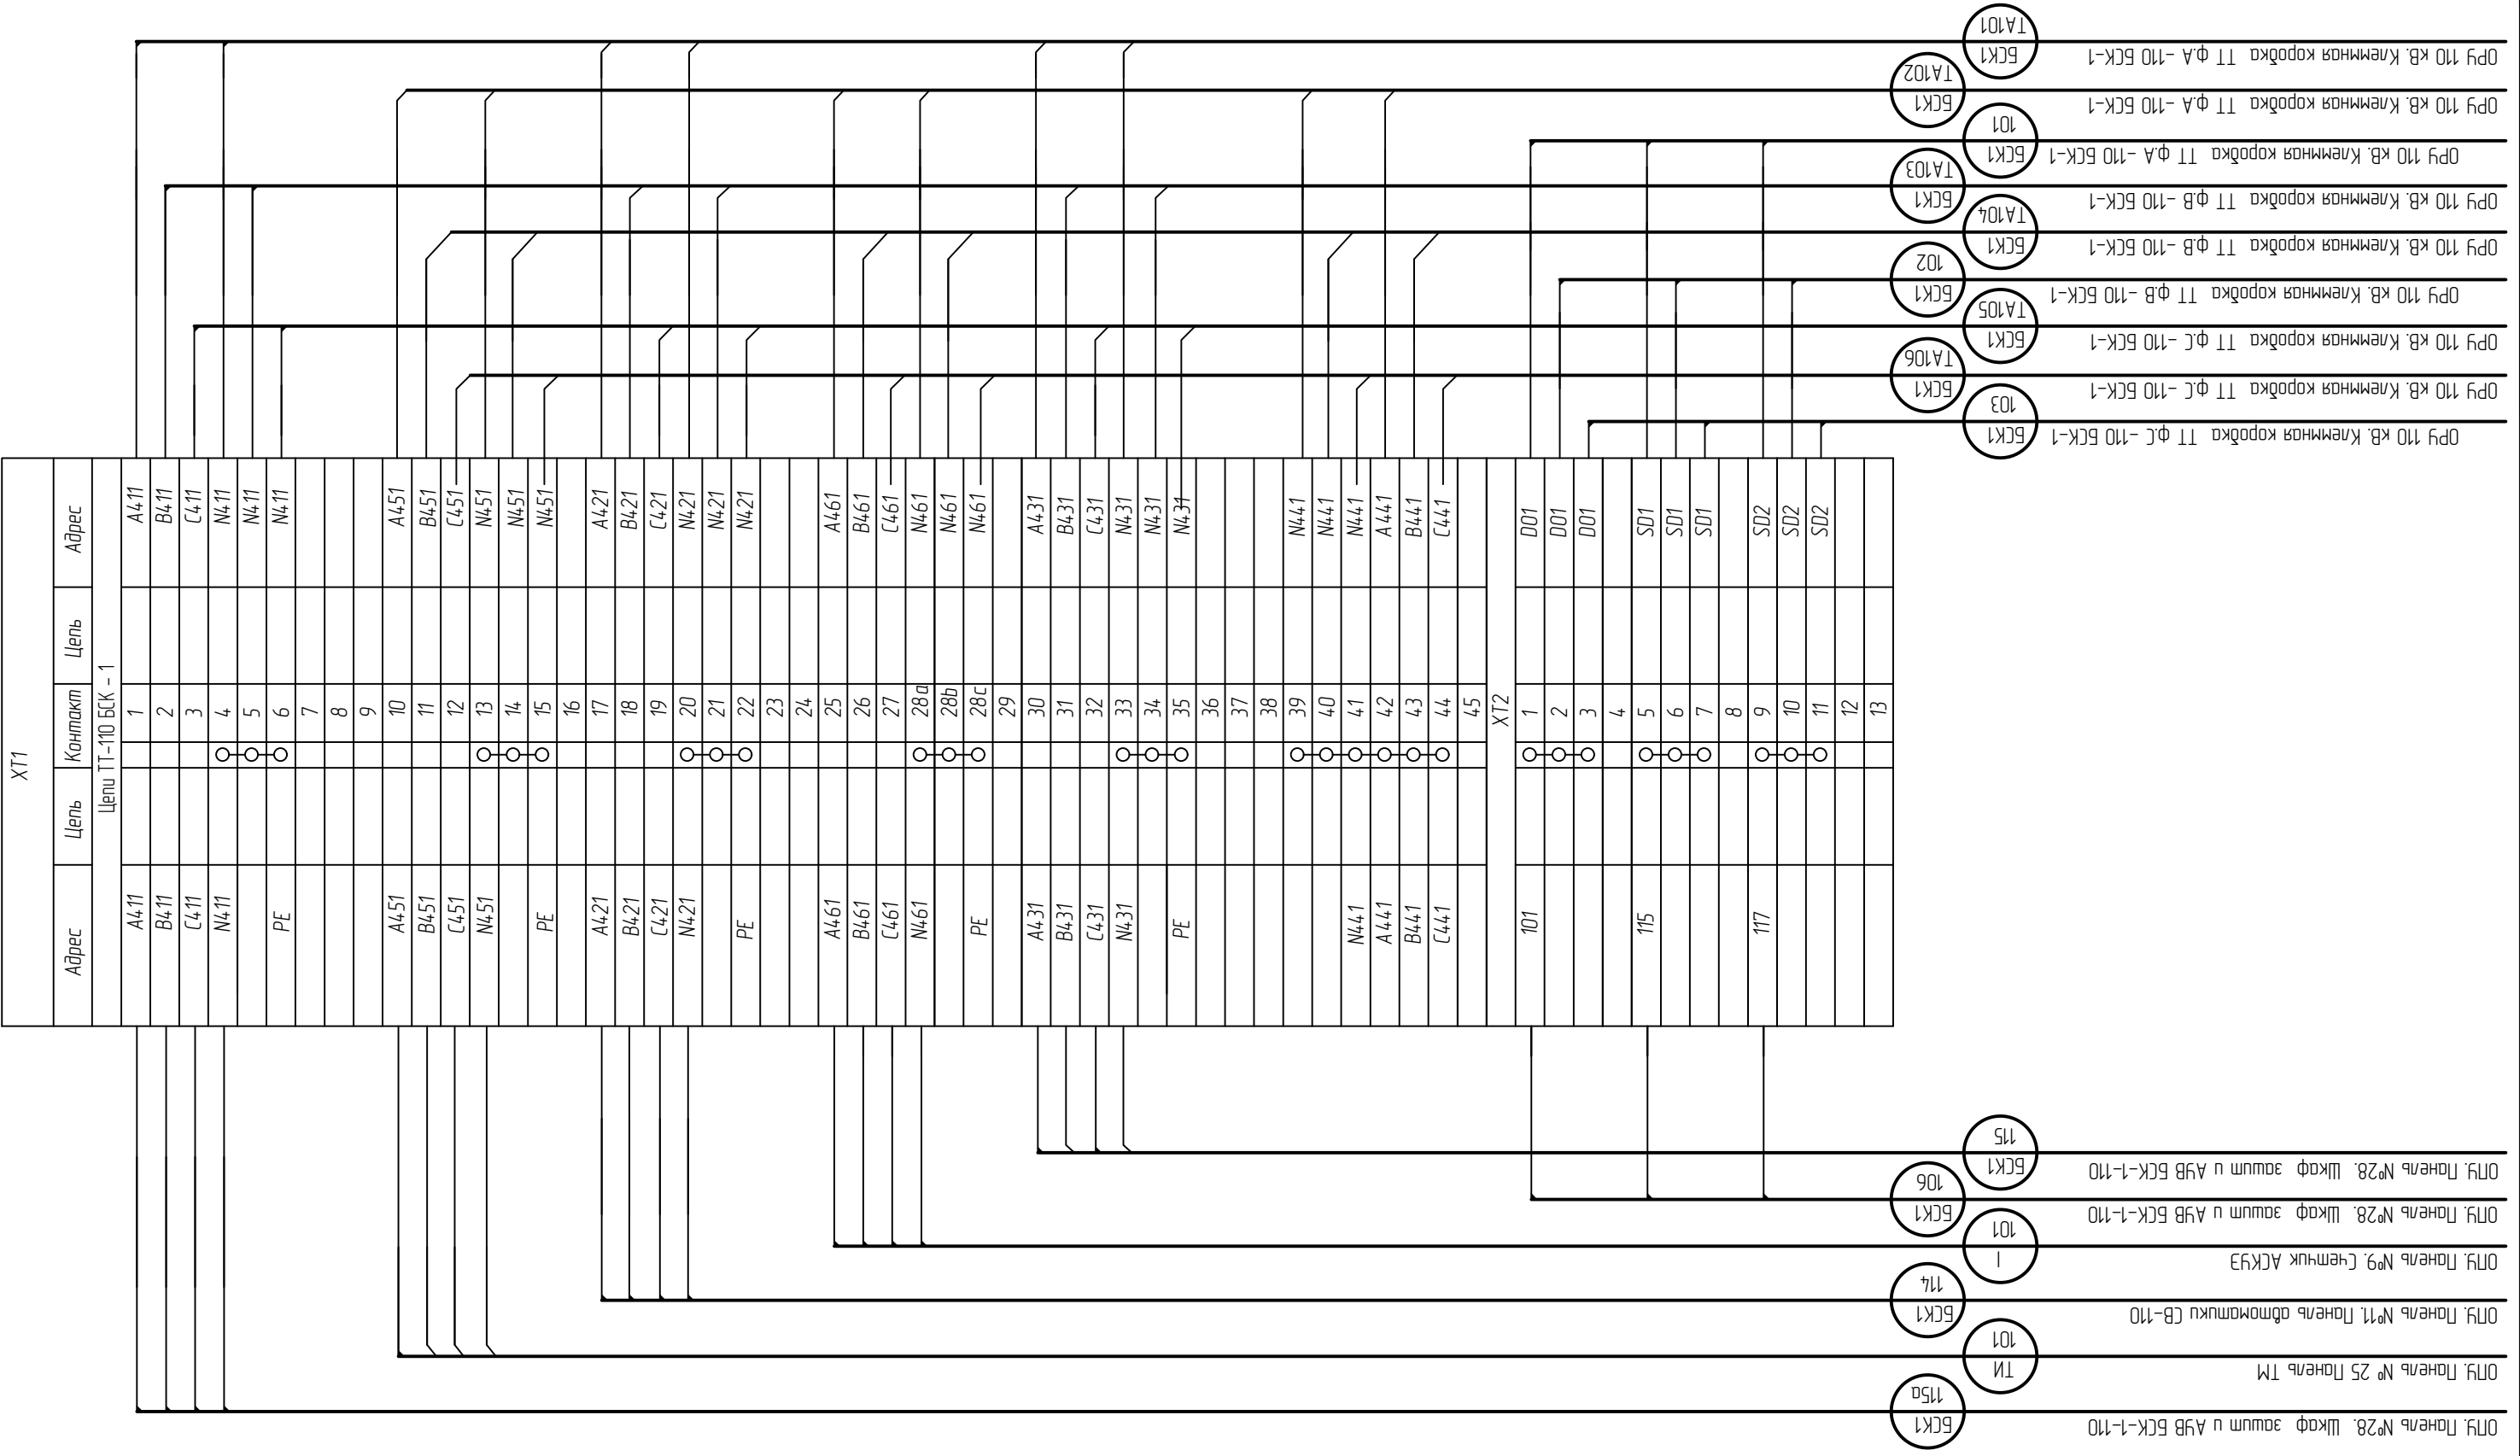 XT1
Адрес
Цепь
Контакт
Цепь
Адрес
Цепи ТТ-110 БСК - 1
A411 1 A411
B411 2 B411
C411 3 C411
N411 4 N411
5 N411
PE 6 N411
7
8
9
A451 10 A451
B451 11 B451
C451 12 C451
N451 13 N451
14 N451
PE 15 N451
16
A421 17 A421
B421 18 B421
C421 19 C421
N421 20 N421
21 N421
PE 22 N421
23
24
A461 25 A461
B461 26 B461
C461 27 C461
N461 28a N461
28b N461
PE 28c N461
29
A431 30 A431
B431 31 B431
C431 32 C431
N431 33 N431
34 N431
PE 35 N431
36
37
38
39 N441
40 N441
N441 41 N441
A441 42 A441
B441 43 B441
C441 44 C441
45
XT2
101 1 D01
2 D01
3 D01
4
115 5 SD1
6 SD1
7 SD1
8
117 9 SD2
10 SD2
11 SD2
12
13
БСК1
TA101
ОРУ 110 кВ. Клеммная коробка ТТ ф.А -110 БСК-1
БСК1
TA102
ОРУ 110 кВ. Клеммная коробка ТТ ф.А -110 БСК-1
БСК1
101
ОРУ 110 кВ. Клеммная коробка ТТ ф.А -110 БСК-1
БСК1
TA103
ОРУ 110 кВ. Клеммная коробка ТТ ф.В -110 БСК-1
БСК1
TA104
ОРУ 110 кВ. Клеммная коробка ТТ ф.В -110 БСК-1
БСК1
102
ОРУ 110 кВ. Клеммная коробка ТТ ф.В -110 БСК-1
БСК1
TA105
ОРУ 110 кВ. Клеммная коробка ТТ ф.С -110 БСК-1
БСК1
TA106
ОРУ 110 кВ. Клеммная коробка ТТ ф.С -110 БСК-1
БСК1
103
ОРУ 110 кВ. Клеммная коробка ТТ ф.С -110 БСК-1
БСК1
115
ОПУ. Панель №28. Шкаф защит и АУВ БСК-1-110
БСК1
106
ОПУ. Панель №28. Шкаф защит и АУВ БСК-1-110
I
101
ОПУ. Панель №9. Счетчик АСКУЭ
БСК1
114
ОПУ. Панель №11. Панель автоматики СВ-110
ТИ
101
ОПУ. Панель № 25 Панель ТМ
БСК1
115а
ОПУ. Панель №28. Шкаф защит и АУВ БСК-1-110